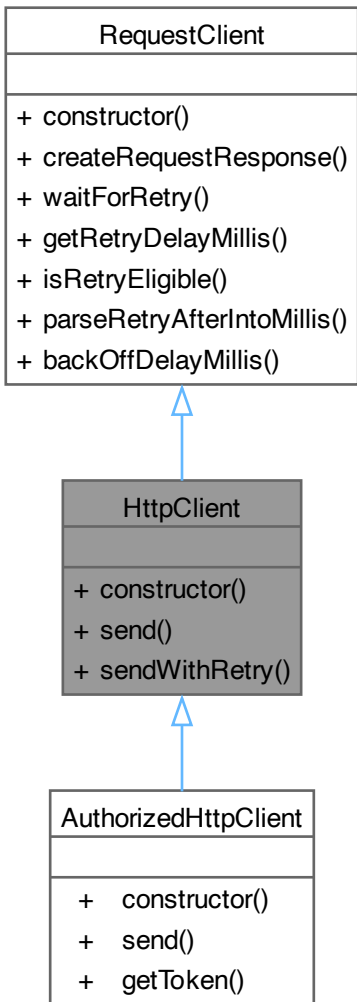 RequestClient
+ constructor()
+ createRequestResponse()
+ waitForRetry()
+ getRetryDelayMillis()
+ isRetryEligible()
+ parseRetryAfterIntoMillis()
+ backOffDelayMillis()
HttpClient
+ constructor()
+ send()
+ sendWithRetry()
AuthorizedHttpClient
+ constructor()
+ send()
+ getToken()